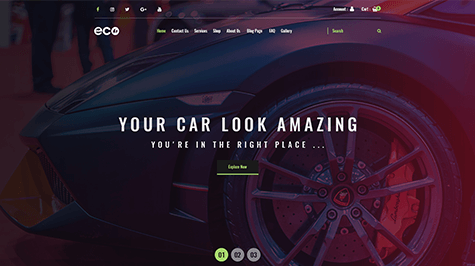 Account :
Cart
eco
Home Contact Us Services Shop About Us Blog Page FAQ Gallery
Search
YOUR CAR LOOK AMAZING
YOU'RE IN THE RIGHT PLACE ...
Explore Now
01 02 03